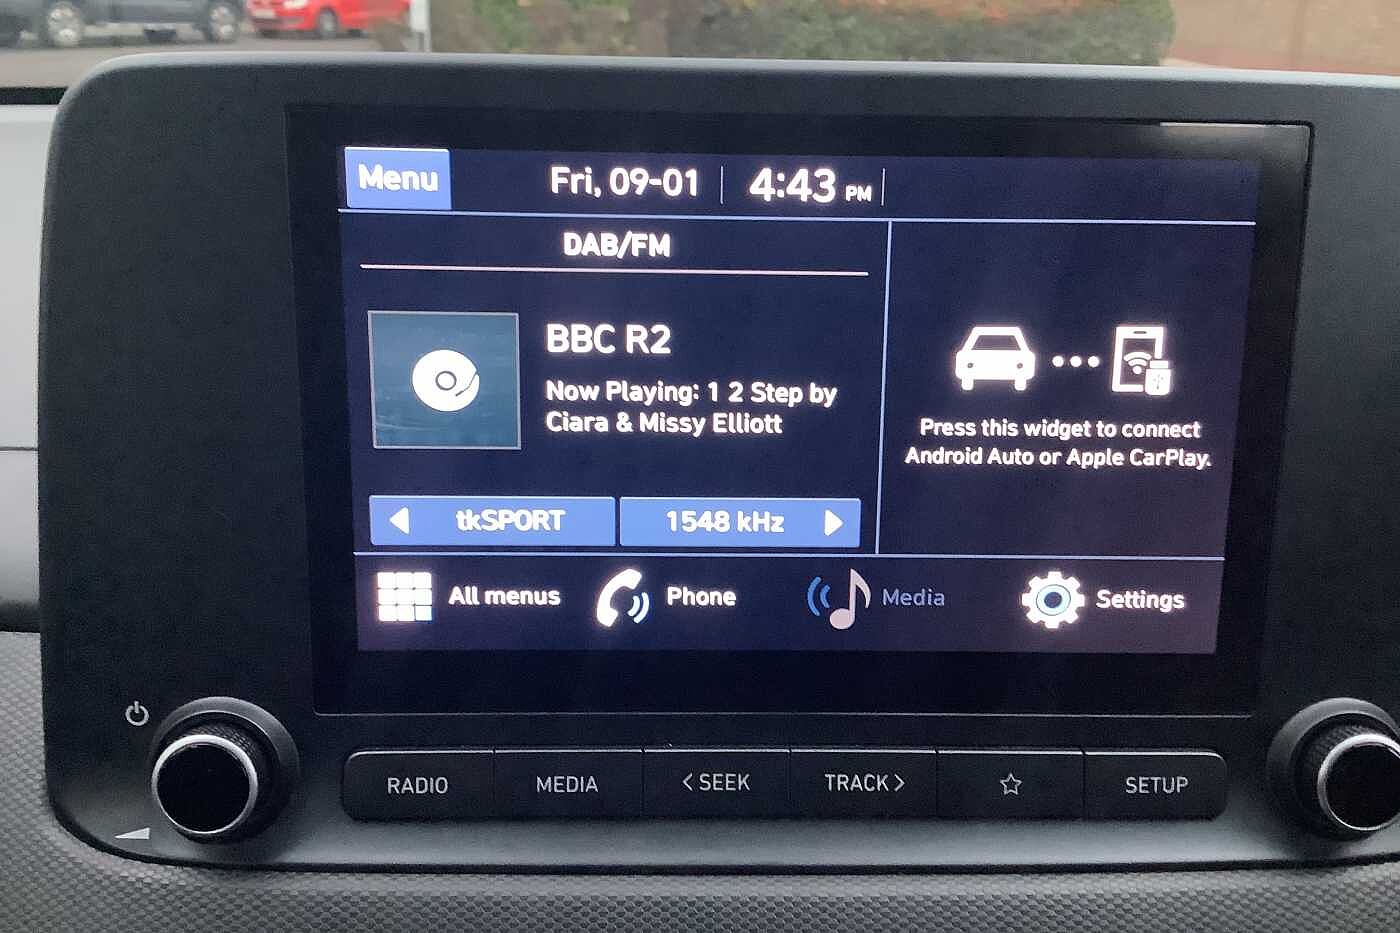 Menu
Fri, 09-01
4:43 PM
DAB/FM
BBC R2
Now Playing: 1 2 Step by
Ciara & Missy Elliott
tkSPORT
1548 kHz
Press this widget to connect
Android Auto or Apple CarPlay.
All menus
Phone
Media
Settings
RADIO
MEDIA
< SEEK
TRACK >
SETUP